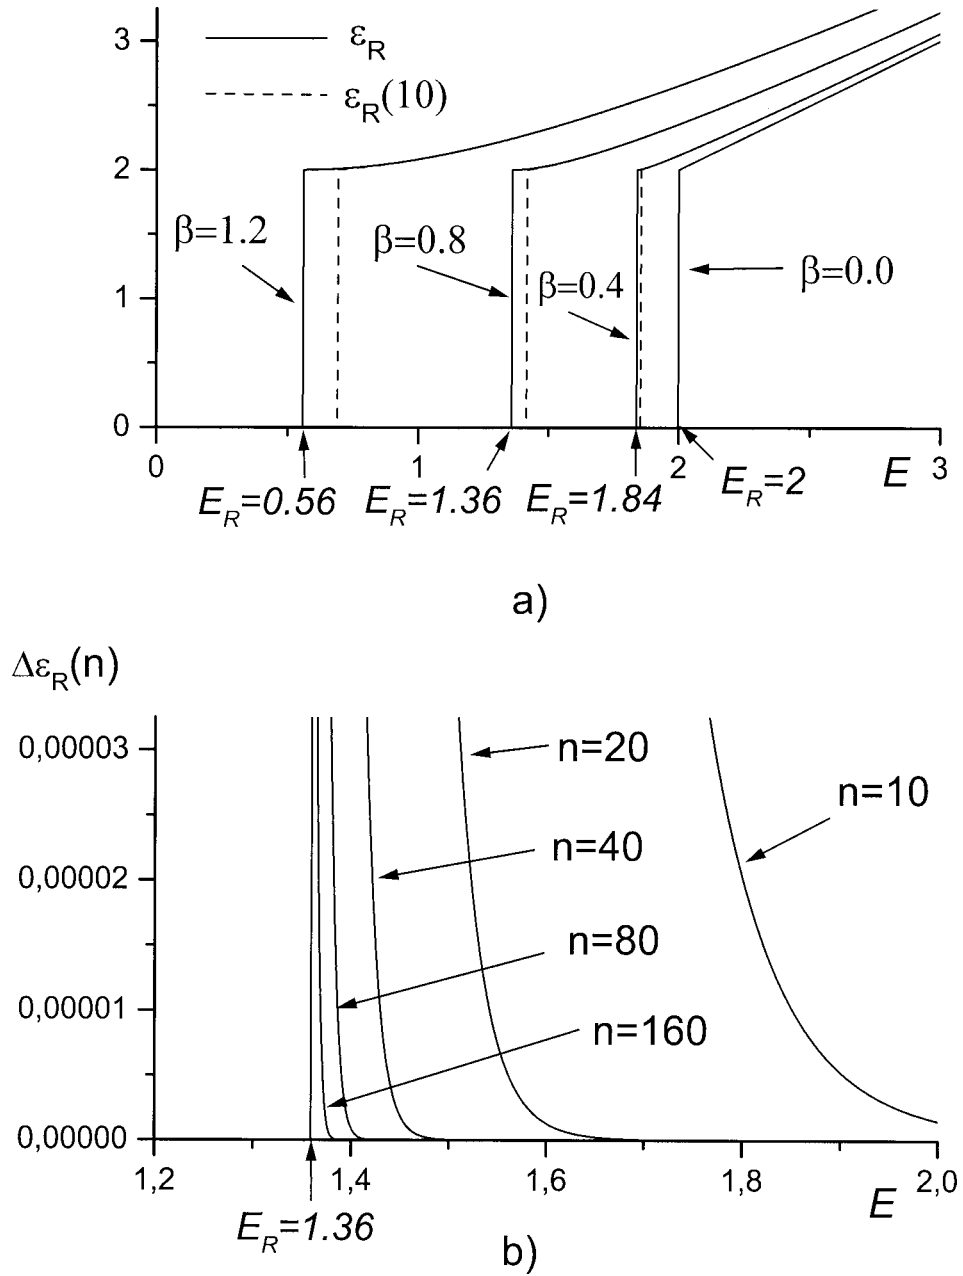 3
ε_R
ε_R(10)
2
β=1.2
β=0.8
β=0.4
β=0.0
1
0
0
1
2
E
3
E_R=0.56
E_R=1.36
E_R=1.84
E_R=2
a)
Δε_R(n)
0,00003
n=20
n=10
n=40
0,00002
n=80
0,00001
n=160
0,00000
1,2
1,4
1,6
1,8
2,0
E
E_R=1.36
b)